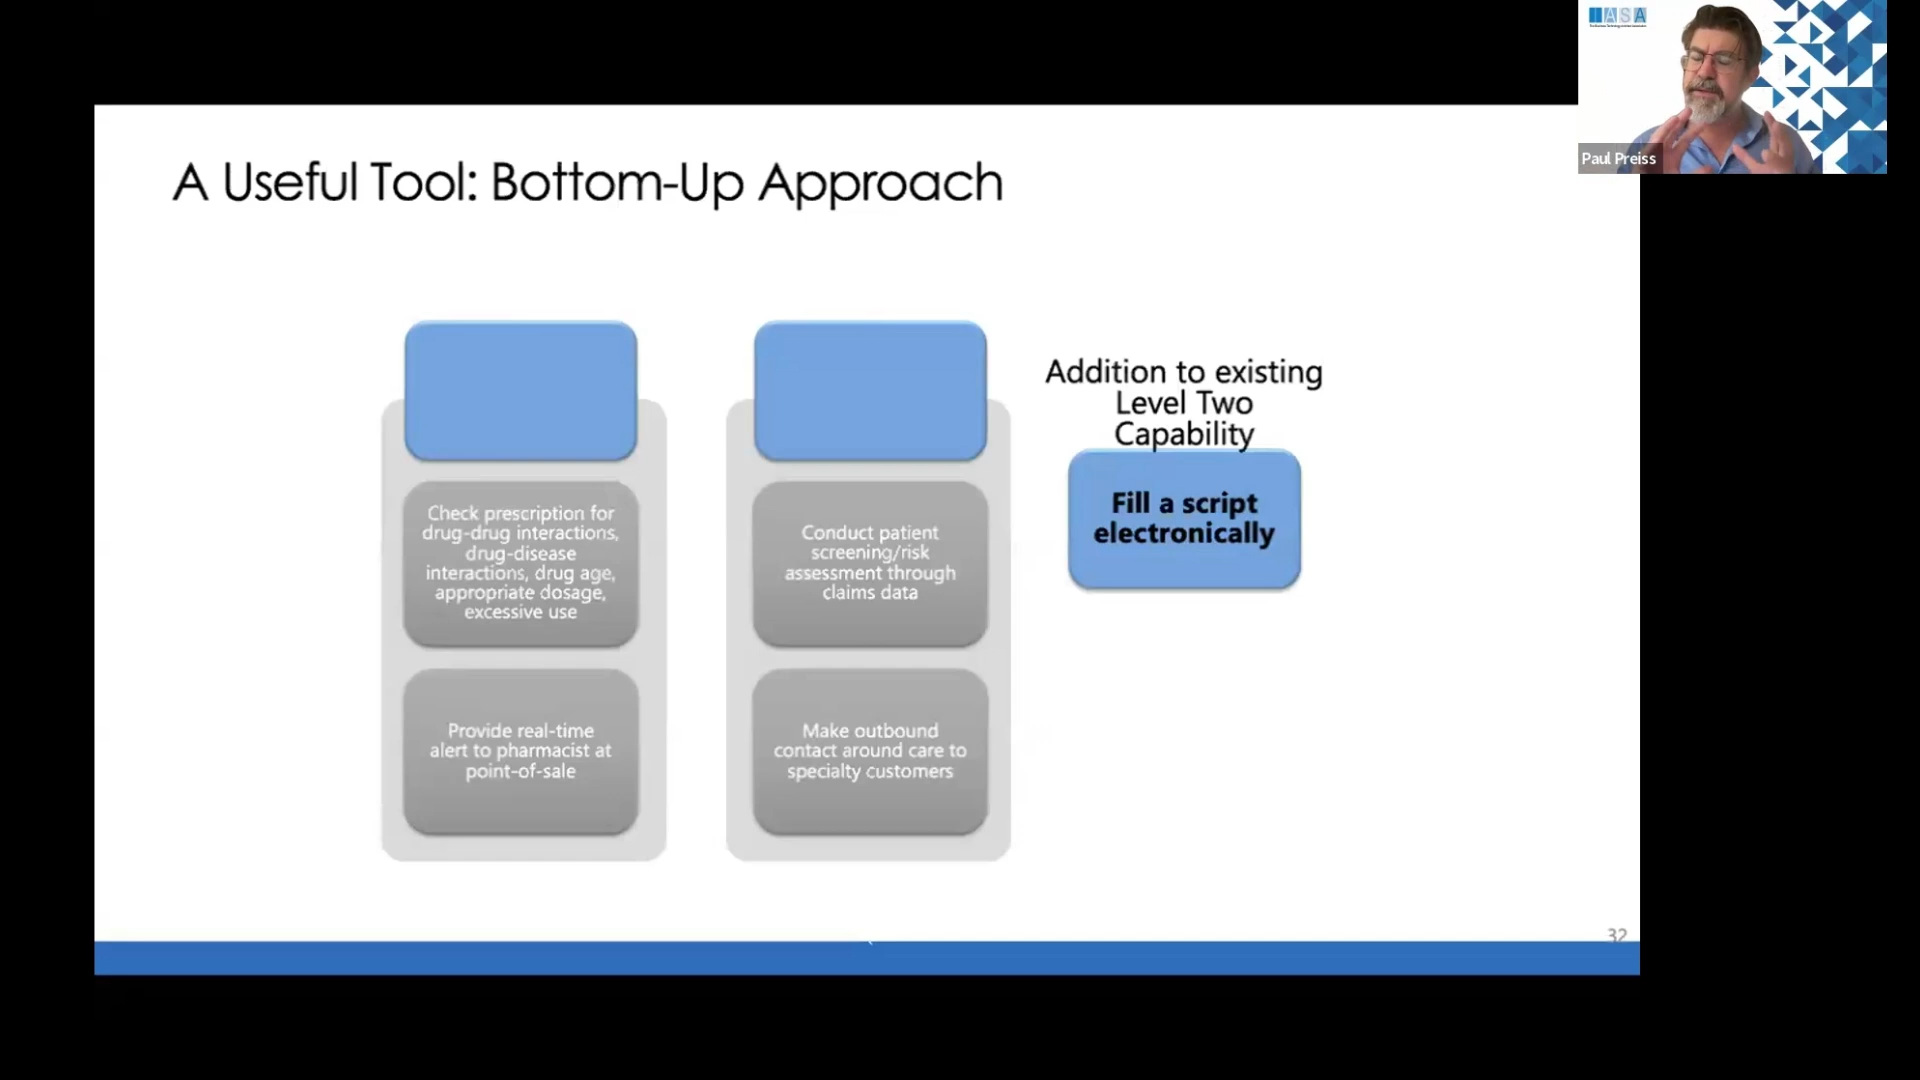 IASA
Paul Preiss
A Useful Tool: Bottom-Up Approach
Check prescription for
drug-drug interactions,
drug-disease
interactions, drug age,
appropriate dosage,
excessive use
Provide real-time
alert to pharmacist at
point-of-sale
Conduct patient
screening/risk
assessment through
claims data
Make outbound
contact around care to
specialty customers
Addition to existing
Level Two
Capability
Fill a script
electronically
32